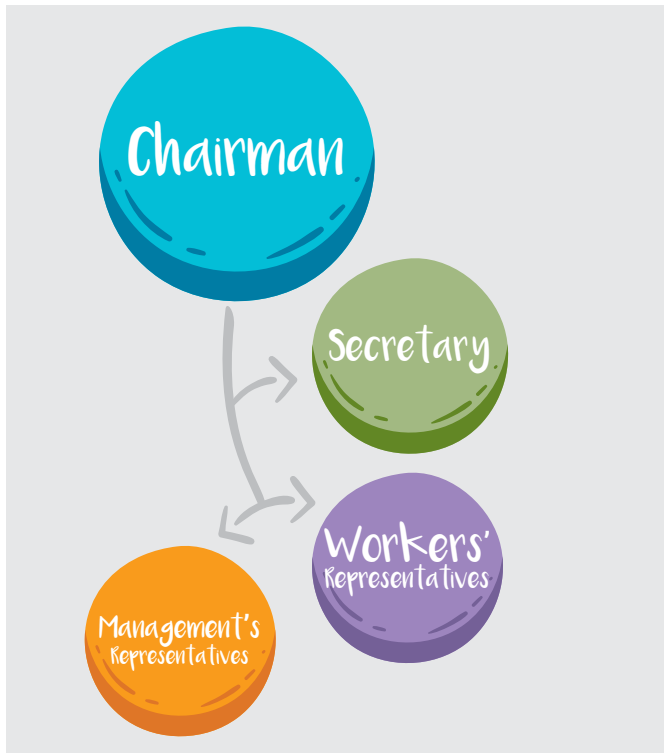 Chairman
Secretary
Workers'
Representatives
Management's
Representatives